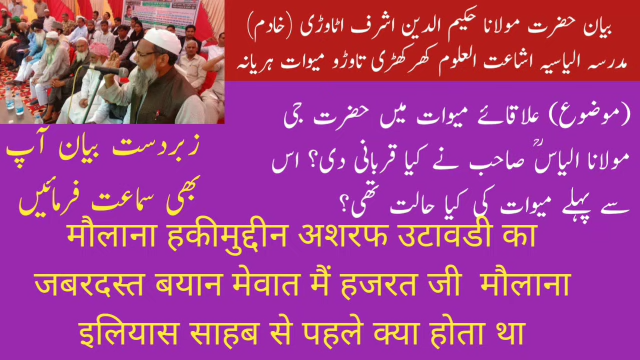 بیان حضرت مولانا حکیم الدین اشرف اٹاوڑی (خادم)
مدرسہ الیاسیہ اشاعت العلوم کھرکھڑی تاوڑو میوات ہریانہ
(موضوع) علاقائے میوات میں حضرت جی
مولانا الیاسؒ صاحب نے کیا قربانی دی؟ اس
سے پہلے میوات کی کیا حالت تھی؟
زبردست بیان آپ
بھی سماعت فرمائیں
मौलाना हकीमुद्दीन अशरफ उटावडी का
जबरदस्त बयान मेवात मैं हजरत जी मौलाना
इलियास साहब से पहले क्या होता था